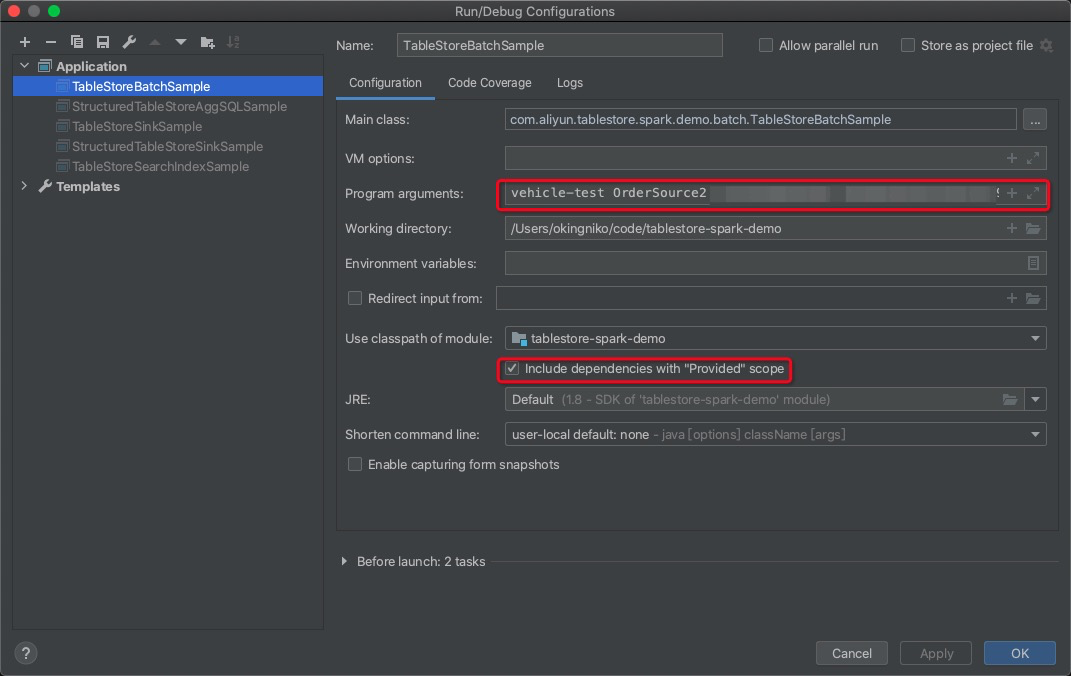 Run/Debug Configurations
Name: TableStoreBatchSample Allow parallel run Store as project file
Application
TableStoreBatchSample
StructuredTableStoreAggSQLSample
TableStoreSinkSample
StructuredTableStoreSinkSample
TableStoreSearchIndexSample
Templates
Configuration Code Coverage Logs
Main class: com.aliyun.tablestore.spark.demo.batch.TableStoreBatchSample ...
VM options:
Program arguments: vehicle-test OrderSource2
Working directory: /Users/okingniko/code/tablestore-spark-demo
Environment variables:
Redirect input from:
Use classpath of module: tablestore-spark-demo
Include dependencies with "Provided" scope
JRE: Default (1.8 - SDK of 'tablestore-spark-demo' module)
Shorten command line: user-local default: none - java [options] className [args]
Enable capturing form snapshots
Before launch: 2 tasks
? Cancel Apply OK